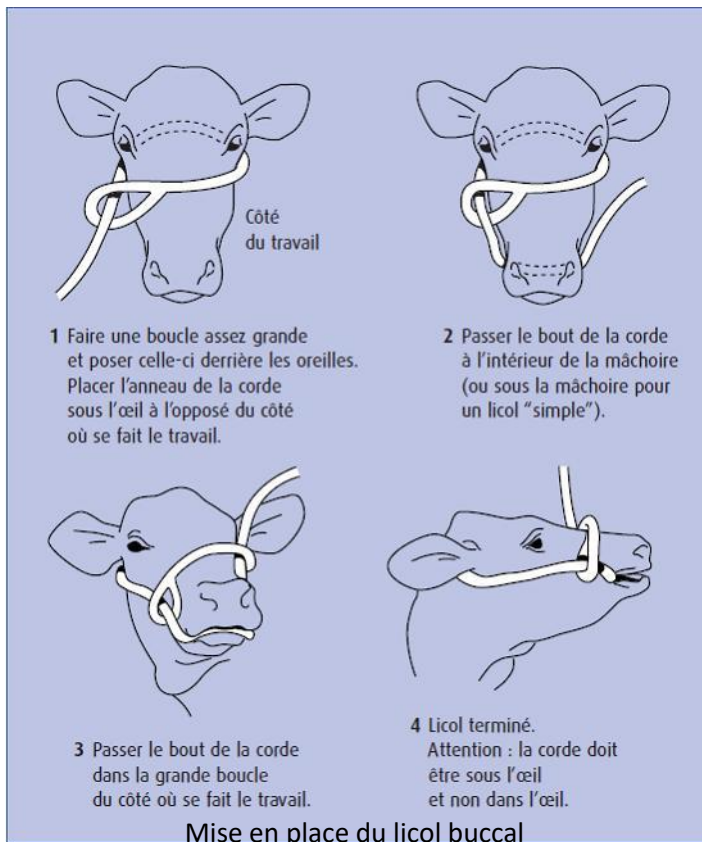 Côté
du travail
1 Faire une boucle assez grande
et poser celle-ci derrière les oreilles.
Placer l'anneau de la corde
sous l'œil à l'opposé du côté
où se fait le travail.
2 Passer le bout de la corde
à l'intérieur de la mâchoire
(ou sous la mâchoire pour
un licol "simple").
3 Passer le bout de la corde
dans la grande boucle
du côté où se fait le travail.
4 Licol terminé.
Attention : la corde doit
être sous l'œil
et non dans l'œil.
Mise en place du licol buccal